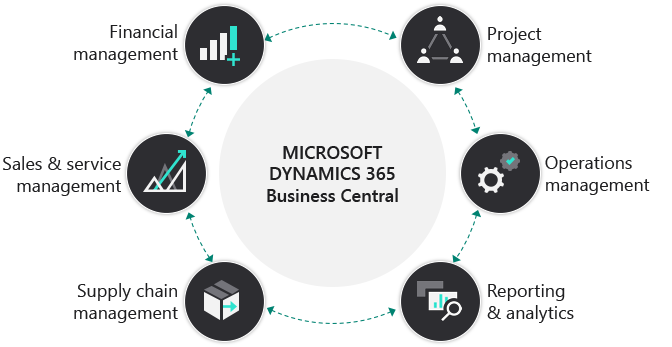 Financial
management
Project
management
MICROSOFT
DYNAMICS 365
Business Central
Sales & service
management
Operations
management
Supply chain
management
Reporting
& analytics